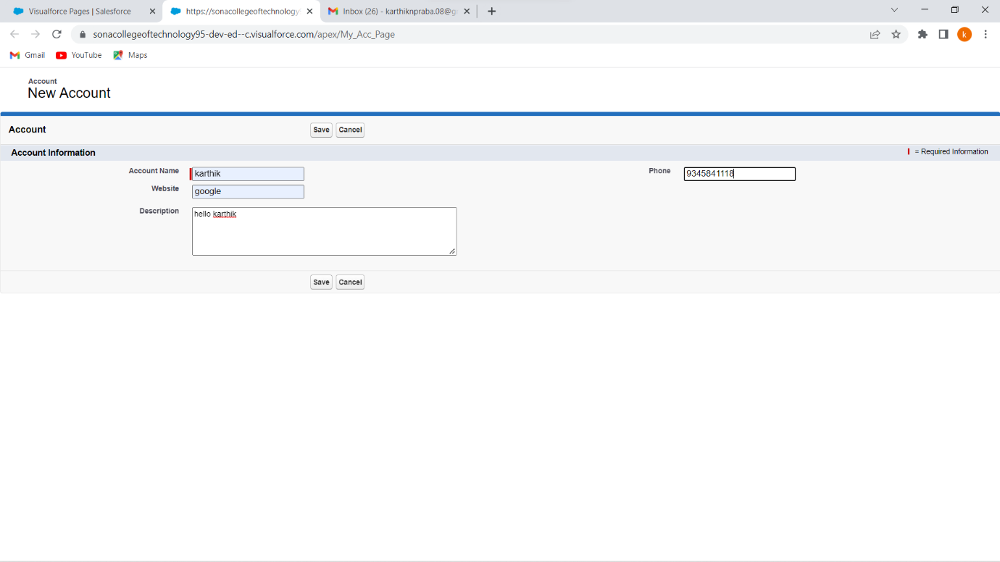 Visualforce Pages | Salesforce
https://sonacollegeoftechnology
Inbox (26) - karthiknpraba.08@g
sonacollegeoftechnology95-dev-ed--c.visualforce.com/apex/My_Acc_Page
k
Gmail
YouTube
Maps
Account
New Account
Account
Save
Cancel
Account Information
= Required Information
Account Name
karthik
Phone
9345841118
Website
google
Description
hello karthik
Save
Cancel